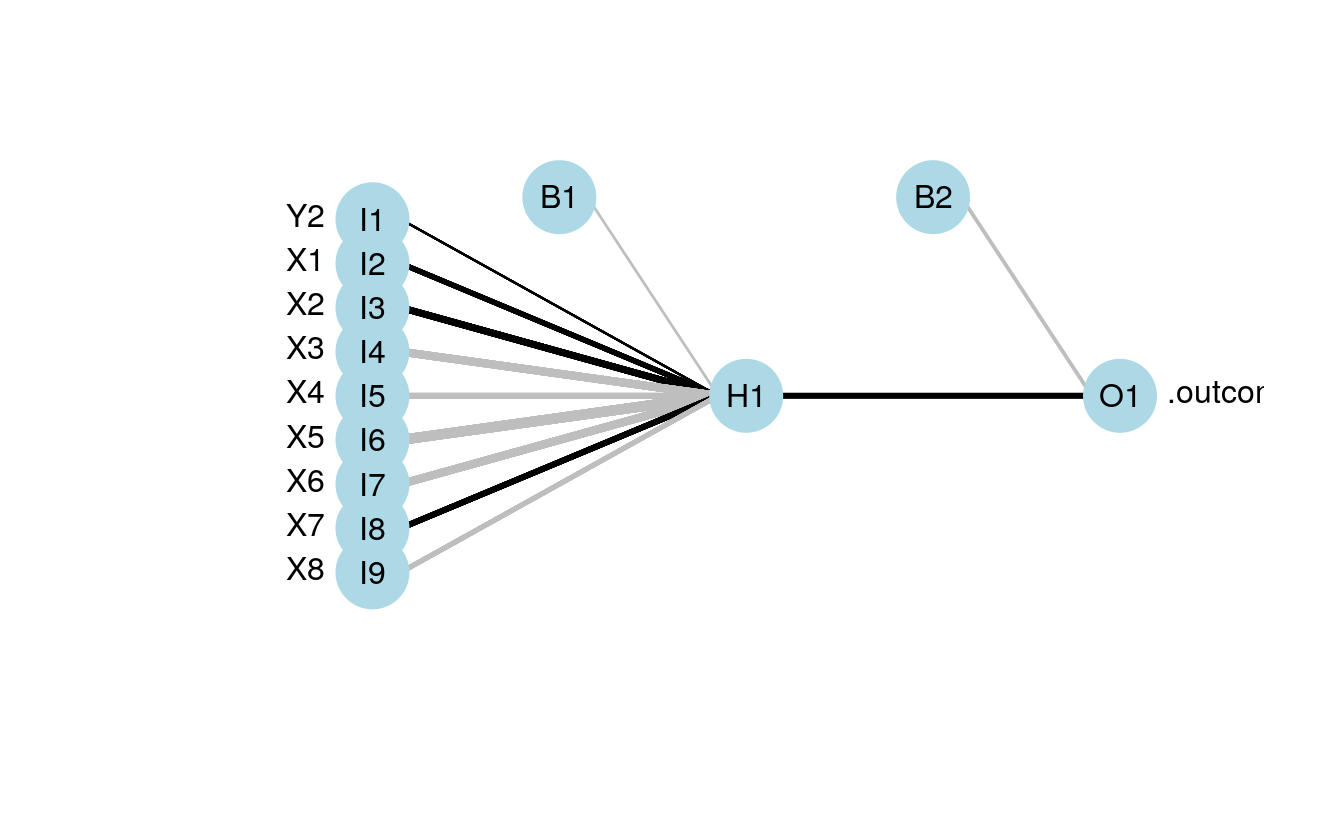 B1
B2
Y2 I1
X1 I2
X2 I3
X3 I4
X4 I5 H1 O1 .outcor
X5 I6
X6 I7
X7 I8
X8 I9